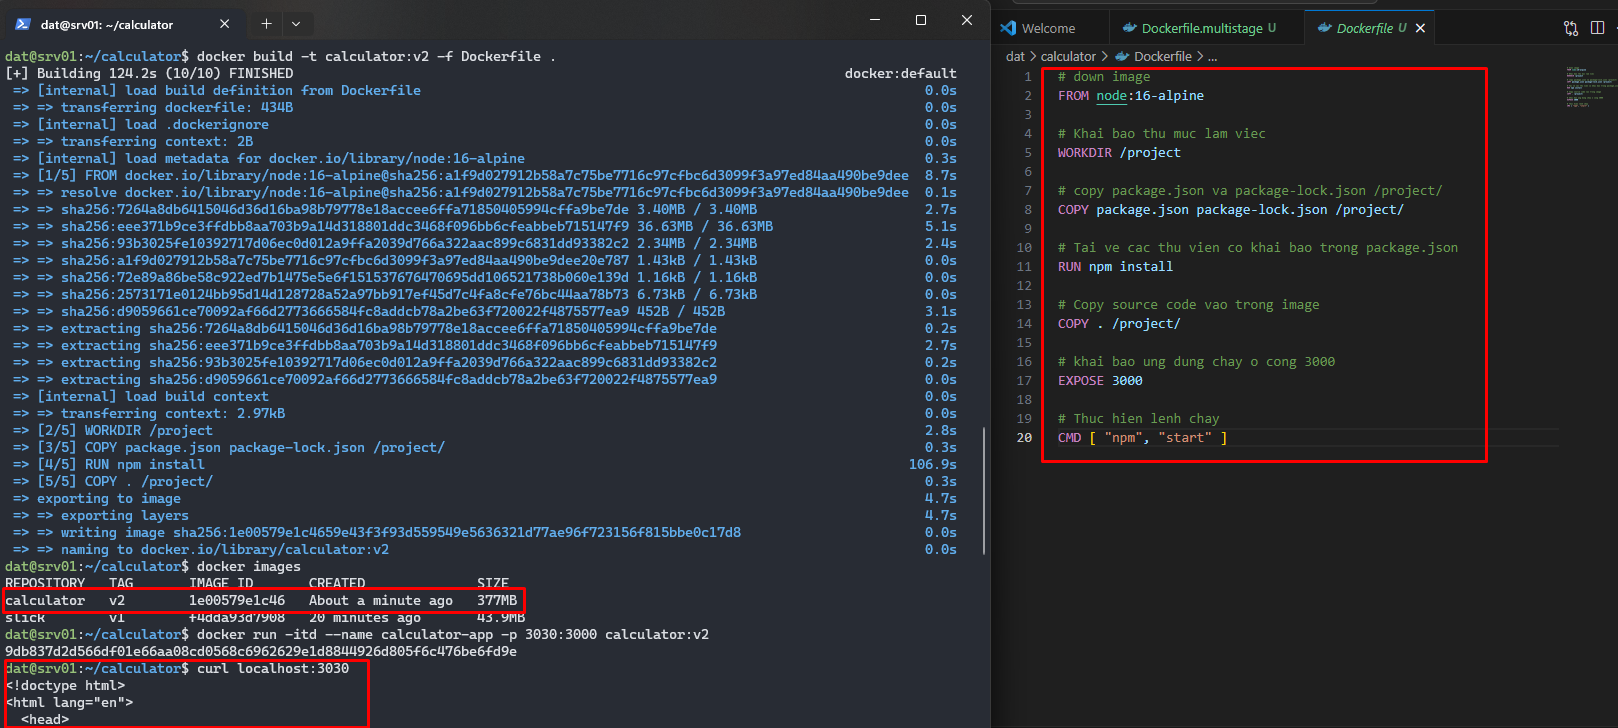 dat@srv01: ~/calculator
dat@srv01:~/calculator$ docker build -t calculator:v2 -f Dockerfile .
[+] Building 124.2s (10/10) FINISHED docker:default
=> [internal] load build definition from Dockerfile 0.0s
=> => transferring dockerfile: 434B 0.0s
=> [internal] load .dockerignore 0.0s
=> => transferring context: 2B 0.0s
=> [internal] load metadata for docker.io/library/node:16-alpine 0.3s
=> [1/5] FROM docker.io/library/node:16-alpine@sha256:a1f9d027912b58a7c75be7716c97cfbc6d3099f3a97ed84aa490be9dee 8.7s
=> => resolve docker.io/library/node:16-alpine@sha256:a1f9d027912b58a7c75be7716c97cfbc6d3099f3a97ed84aa490be9dee 0.1s
=> => sha256:7264a8db6415046d36d16ba98b79778e18accee6ffa71850405994cffa9be7de 3.40MB / 3.40MB 2.7s
=> => sha256:eee371b9ce3ffdbb8aa703b9a14d318801ddc3468f096bb6cfeabbeb715147f9 36.63MB / 36.63MB 5.1s
=> => sha256:93b3025fe10392717d06ec0d012a9ffa2039d766a322aac899c6831dd93382c2 2.34MB / 2.34MB 2.4s
=> => sha256:a1f9d027912b58a7c75be7716c97cfbc6d3099f3a97ed84aa490be9dee20e787 1.43kB / 1.43kB 0.0s
=> => sha256:72e89a86be58c922ed7b1475e5e6f151537676470695dd106521738b060e139d 1.16kB / 1.16kB 0.0s
=> => sha256:2573171e0124bb95d14d128728a52a97bb917ef45d7c4fa8cfe76bc44aa78b73 6.73kB / 6.73kB 0.0s
=> => sha256:d9059661ce70092af66d2773666584fc8addcb78a2be63f720022f4875577ea9 452B / 452B 3.1s
=> => extracting sha256:7264a8db6415046d36d16ba98b79778e18accee6ffa71850405994cffa9be7de 0.2s
=> => extracting sha256:eee371b9ce3ffdbb8aa703b9a14d318801ddc3468f096bb6cfeabbeb715147f9 2.7s
=> => extracting sha256:93b3025fe10392717d06ec0d012a9ffa2039d766a322aac899c6831dd93382c2 0.2s
=> => extracting sha256:d9059661ce70092af66d2773666584fc8addcb78a2be63f720022f4875577ea9 0.0s
=> [internal] load build context 0.0s
=> => transferring context: 2.97kB 0.0s
=> [2/5] WORKDIR /project 2.8s
=> [3/5] COPY package.json package-lock.json /project/ 0.3s
=> [4/5] RUN npm install 106.9s
=> [5/5] COPY . /project/ 0.3s
=> exporting to image 4.7s
=> => exporting layers 4.7s
=> => writing image sha256:1e00579e1c4659e43f3f93d559549e5636321d77ae96f723156f815bbe0c17d8 0.0s
=> => naming to docker.io/library/calculator:v2 0.0s
dat@srv01:~/calculator$ docker images
REPOSITORY TAG IMAGE ID CREATED SIZE
calculator v2 1e00579e1c46 About a minute ago 377MB
slick v1 f4dda93d7908 20 minutes ago 43.9MB
dat@srv01:~/calculator$ docker run -itd --name calculator-app -p 3030:3000 calculator:v2
9db837d2d566df01e66aa08cd0568c6962629e1d8844926d805f6c476be6fd9e
dat@srv01:~/calculator$ curl localhost:3030
<!doctype html>
<html lang="en">
<head>
Welcome Dockerfile.multistage U Dockerfile U
dat > calculator > Dockerfile > ...
1 # down image
2 FROM node:16-alpine
3
4 # Khai bao thu muc lam viec
5 WORKDIR /project
6
7 # copy package.json va package-lock.json /project/
8 COPY package.json package-lock.json /project/
9
10 # Tai ve cac thu vien co khai bao trong package.json
11 RUN npm install
12
13 # Copy source code vao trong image
14 COPY . /project/
15
16 # khai bao ung dung chay o cong 3000
17 EXPOSE 3000
18
19 # Thuc hien lenh chay
20 CMD [ "npm", "start" ]